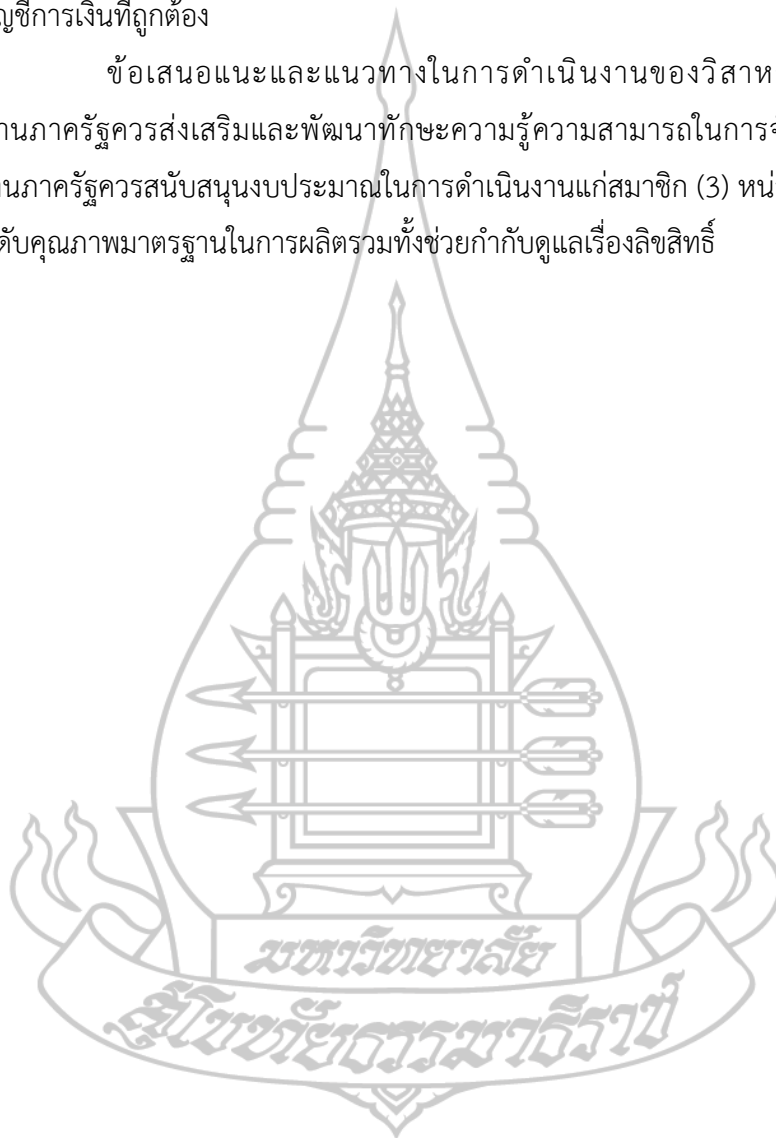 ญชีการเงินที่ถูกต้อง
ข้อเสนอแนะและแนวทางในการดำเนินงานของวิสาห
านภาครัฐควรส่งเสริมและพัฒนาทักษะความรู้ความสามารถในการจ
านภาครัฐควรสนับสนุนงบประมาณในการดำเนินงานแก่สมาชิก (3) หน่
ดับคุณภาพมาตรฐานในการผลิตรวมทั้งช่วยกำกับดูแลเรื่องลิขสิทธิ์
มหาวิทยาลัย
สุโขทัยธรรมาธิราช